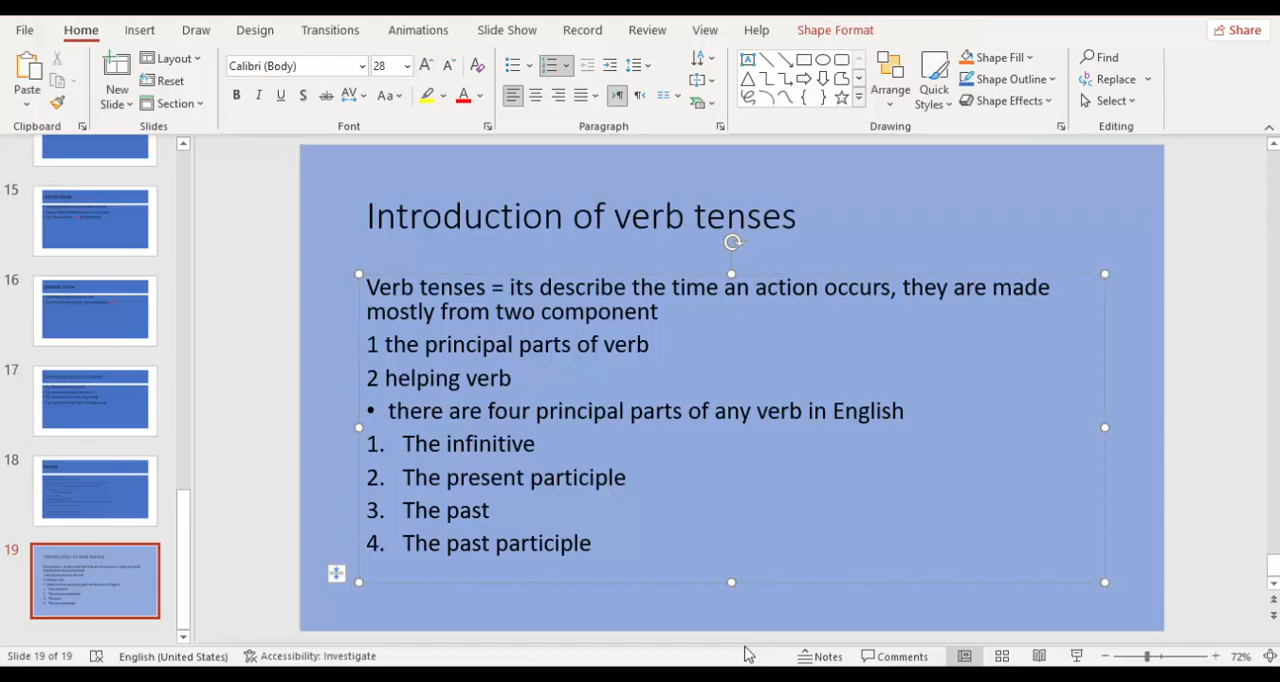 File Home Insert Draw Design Transitions Animations Slide Show Record Review View Help Shape Format Share
Paste
New Slide
Layout
Reset
Section
Calibri (Body) 28
Arrange
Quick Styles
Shape Fill
Shape Outline
Shape Effects
Find
Replace
Select
Clipboard Slides Font Paragraph Drawing Editing
15
16
17
18
19
Introduction of verb tenses
Verb tenses = its describe the time an action occurs, they are made
mostly from two component
1 the principal parts of verb
2 helping verb
• there are four principal parts of any verb in English
1. The infinitive
2. The present participle
3. The past
4. The past participle
Slide 19 of 19 English (United States) Accessibility: Investigate Notes Comments 72%